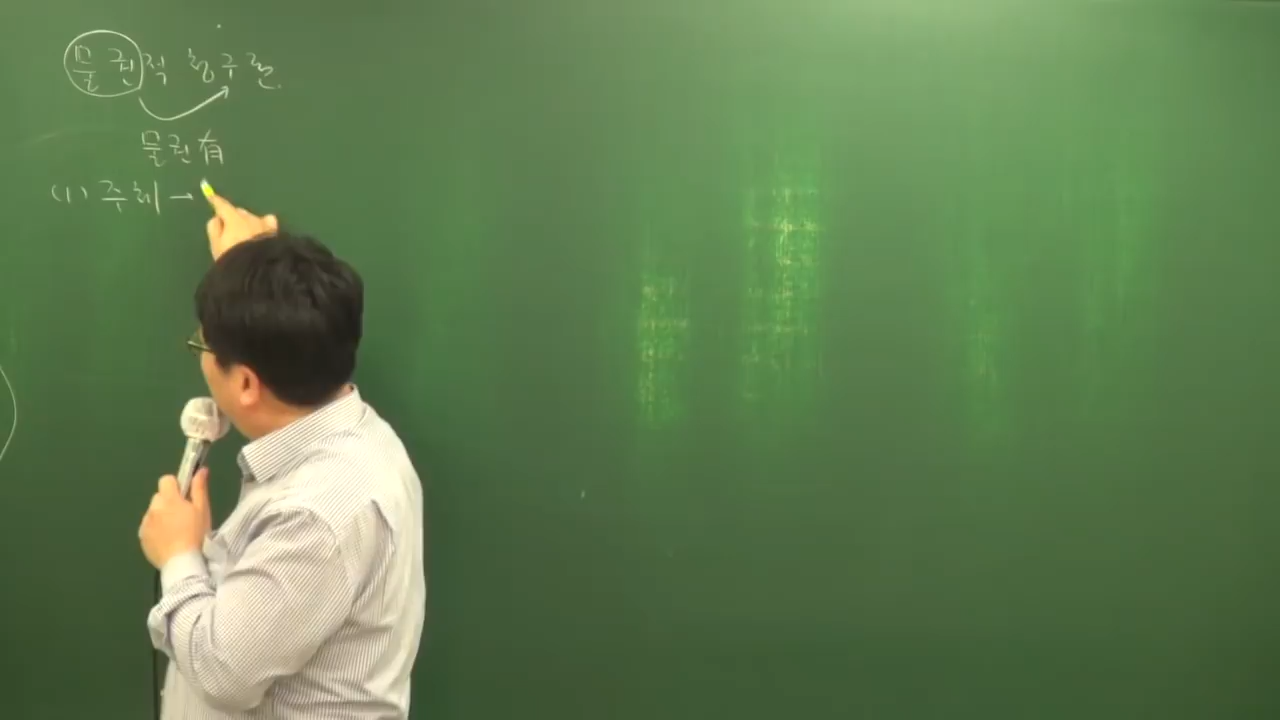 물권적 청구권.
물권有
(1) 주체 →